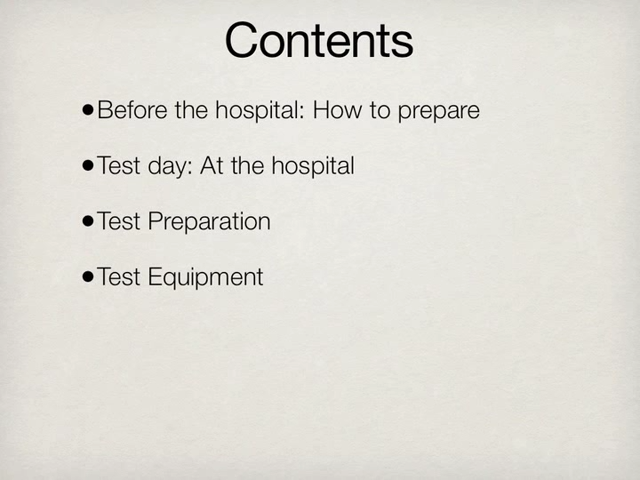 Contents
•Before the hospital: How to prepare
•Test day: At the hospital
•Test Preparation
•Test Equipment